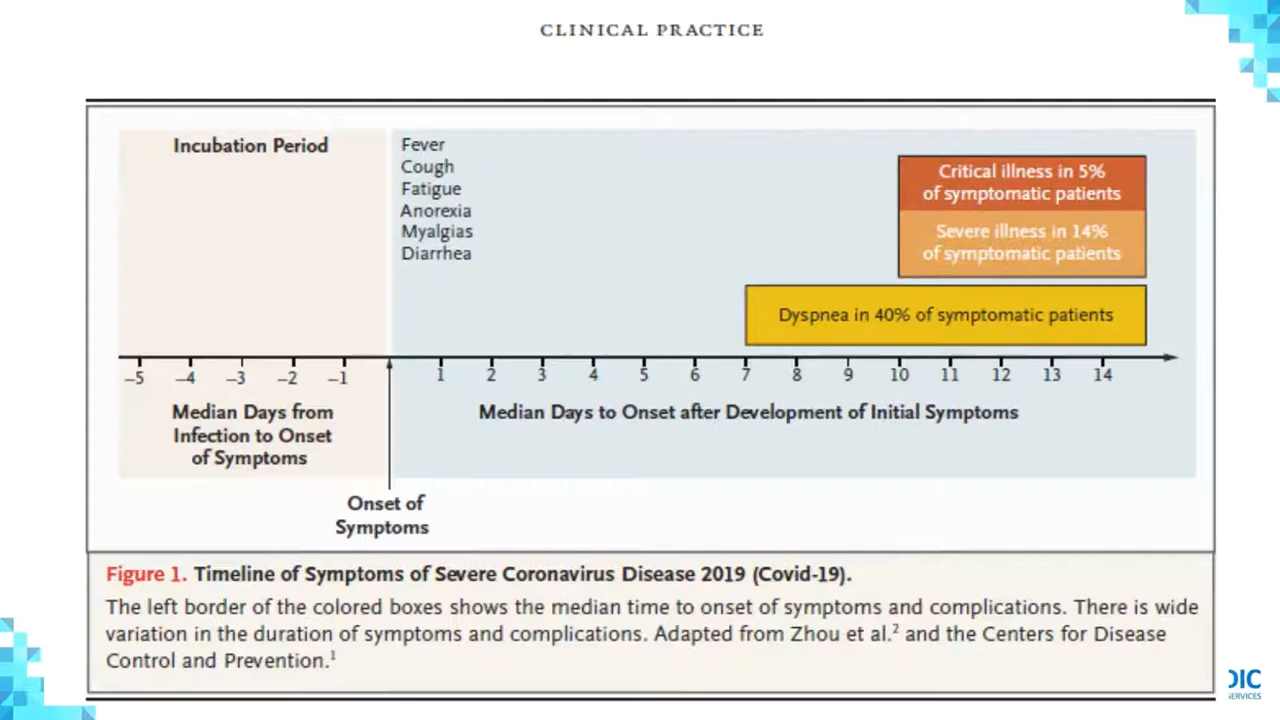 CLINICAL PRACTICE
Incubation Period
Fever
Cough
Fatigue
Anorexia
Myalgias
Diarrhea
Critical illness in 5%
of symptomatic patients
Severe illness in 14%
of symptomatic patients
Dyspnea in 40% of symptomatic patients
–5 –4 –3 –2 –1 1 2 3 4 5 6 7 8 9 10 11 12 13 14
Median Days from
Infection to Onset
of Symptoms
Median Days to Onset after Development of Initial Symptoms
Onset of
Symptoms
Figure 1. Timeline of Symptoms of Severe Coronavirus Disease 2019 (Covid-19).
The left border of the colored boxes shows the median time to onset of symptoms and complications. There is wide
variation in the duration of symptoms and complications. Adapted from Zhou et al.² and the Centers for Disease
Control and Prevention.¹